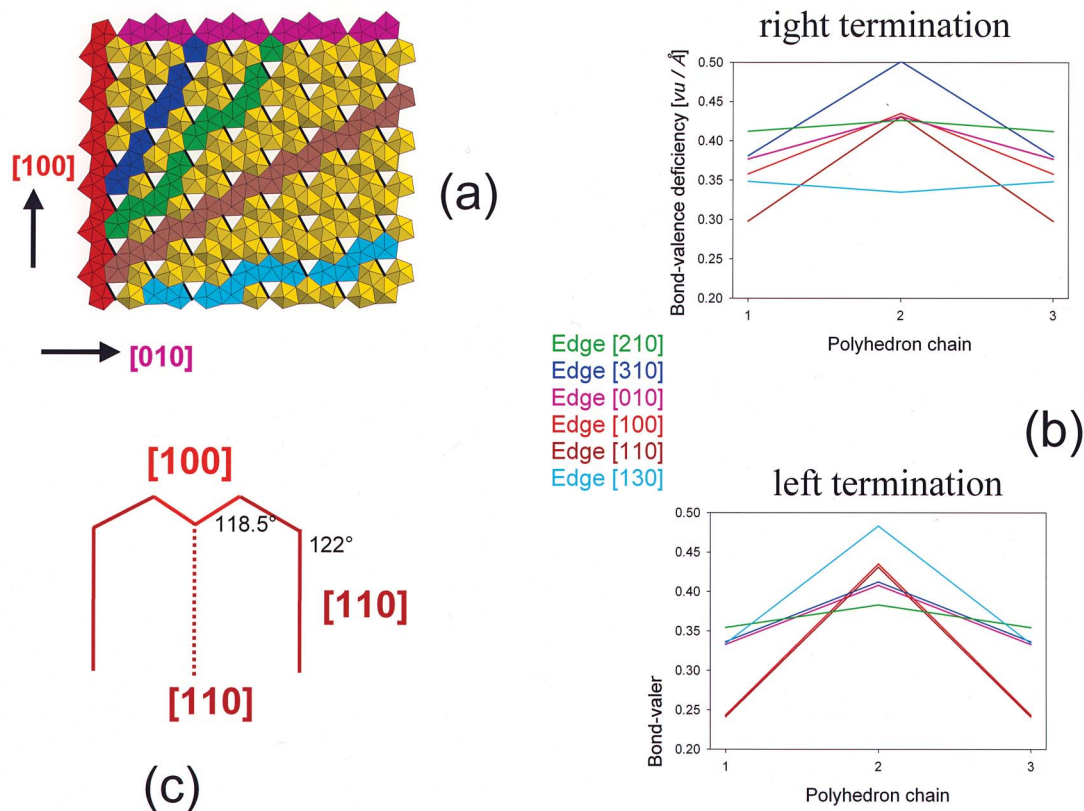 [100]
[010]
(a)
right termination
Bond-valence deficiency [vu / Å]
0.50
0.45
0.40
0.35
0.30
0.25
0.20
1
2
3
Polyhedron chain
Edge [210]
Edge [310]
Edge [010]
Edge [100]
Edge [110]
Edge [130]
(b)
left termination
Bond-valer
0.50
0.45
0.40
0.35
0.30
0.25
0.20
1
2
3
Polyhedron chain
[100]
118.5°
122°
[110]
[110]
(c)